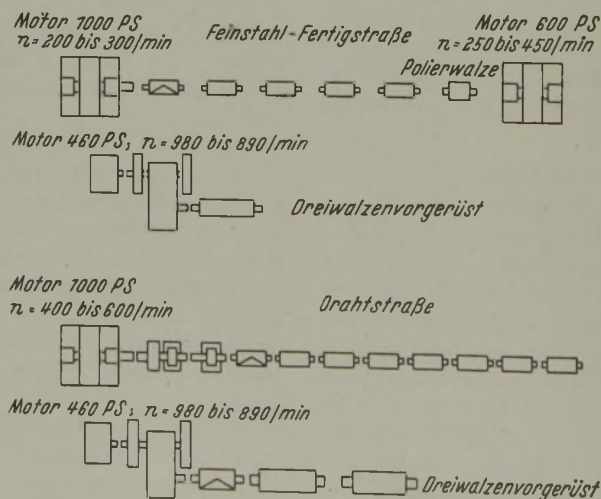 Motor 1000 PS
n = 200 bis 300/min
Feinstahl-Fertigstraße
Motor 600 PS
n = 250 bis 450/min
Polierwalze
Motor 460 PS, n = 980 bis 890/min
Dreiwalzenvorgerüst
Motor 1000 PS
n = 400 bis 600/min
Drahtstraße
Motor 460 PS, n = 980 bis 890/min
Dreiwalzenvorgerüst